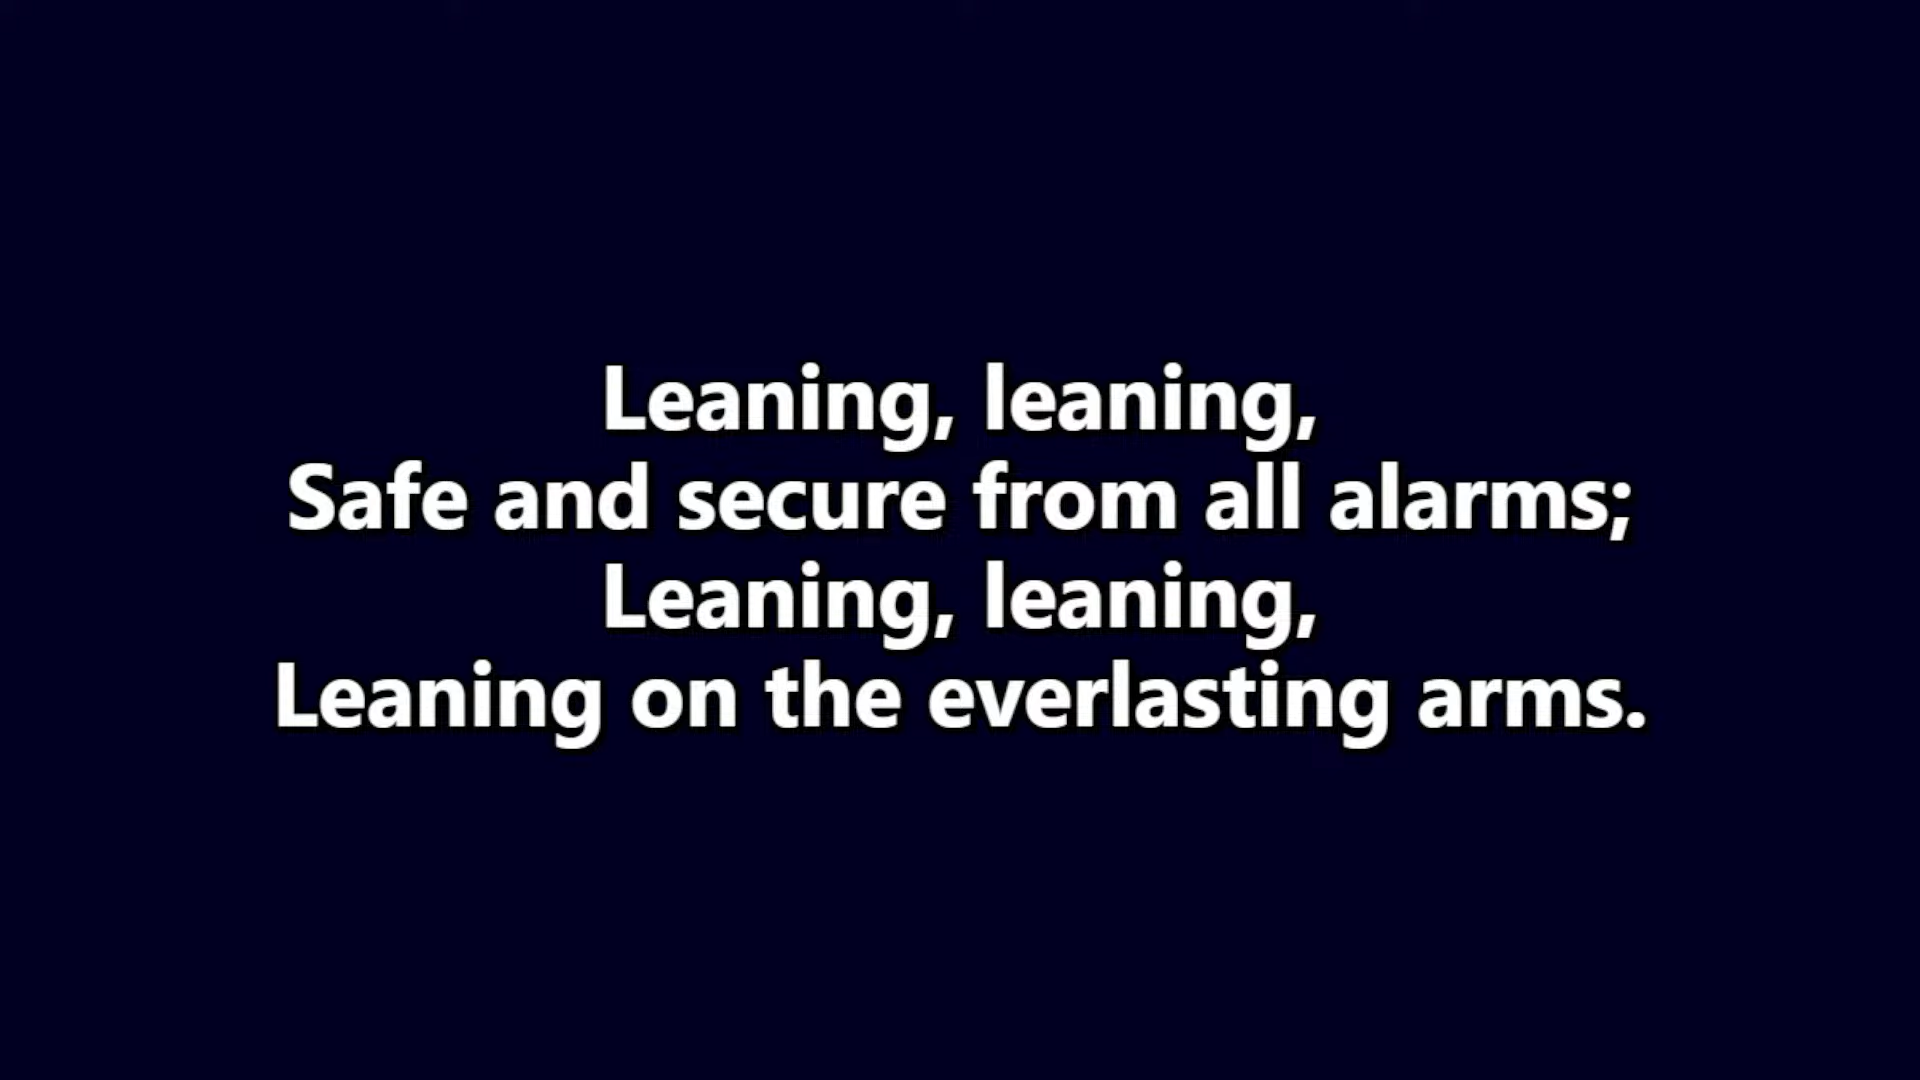 Leaning, leaning,
Safe and secure from all alarms;
Leaning, leaning,
Leaning on the everlasting arms.